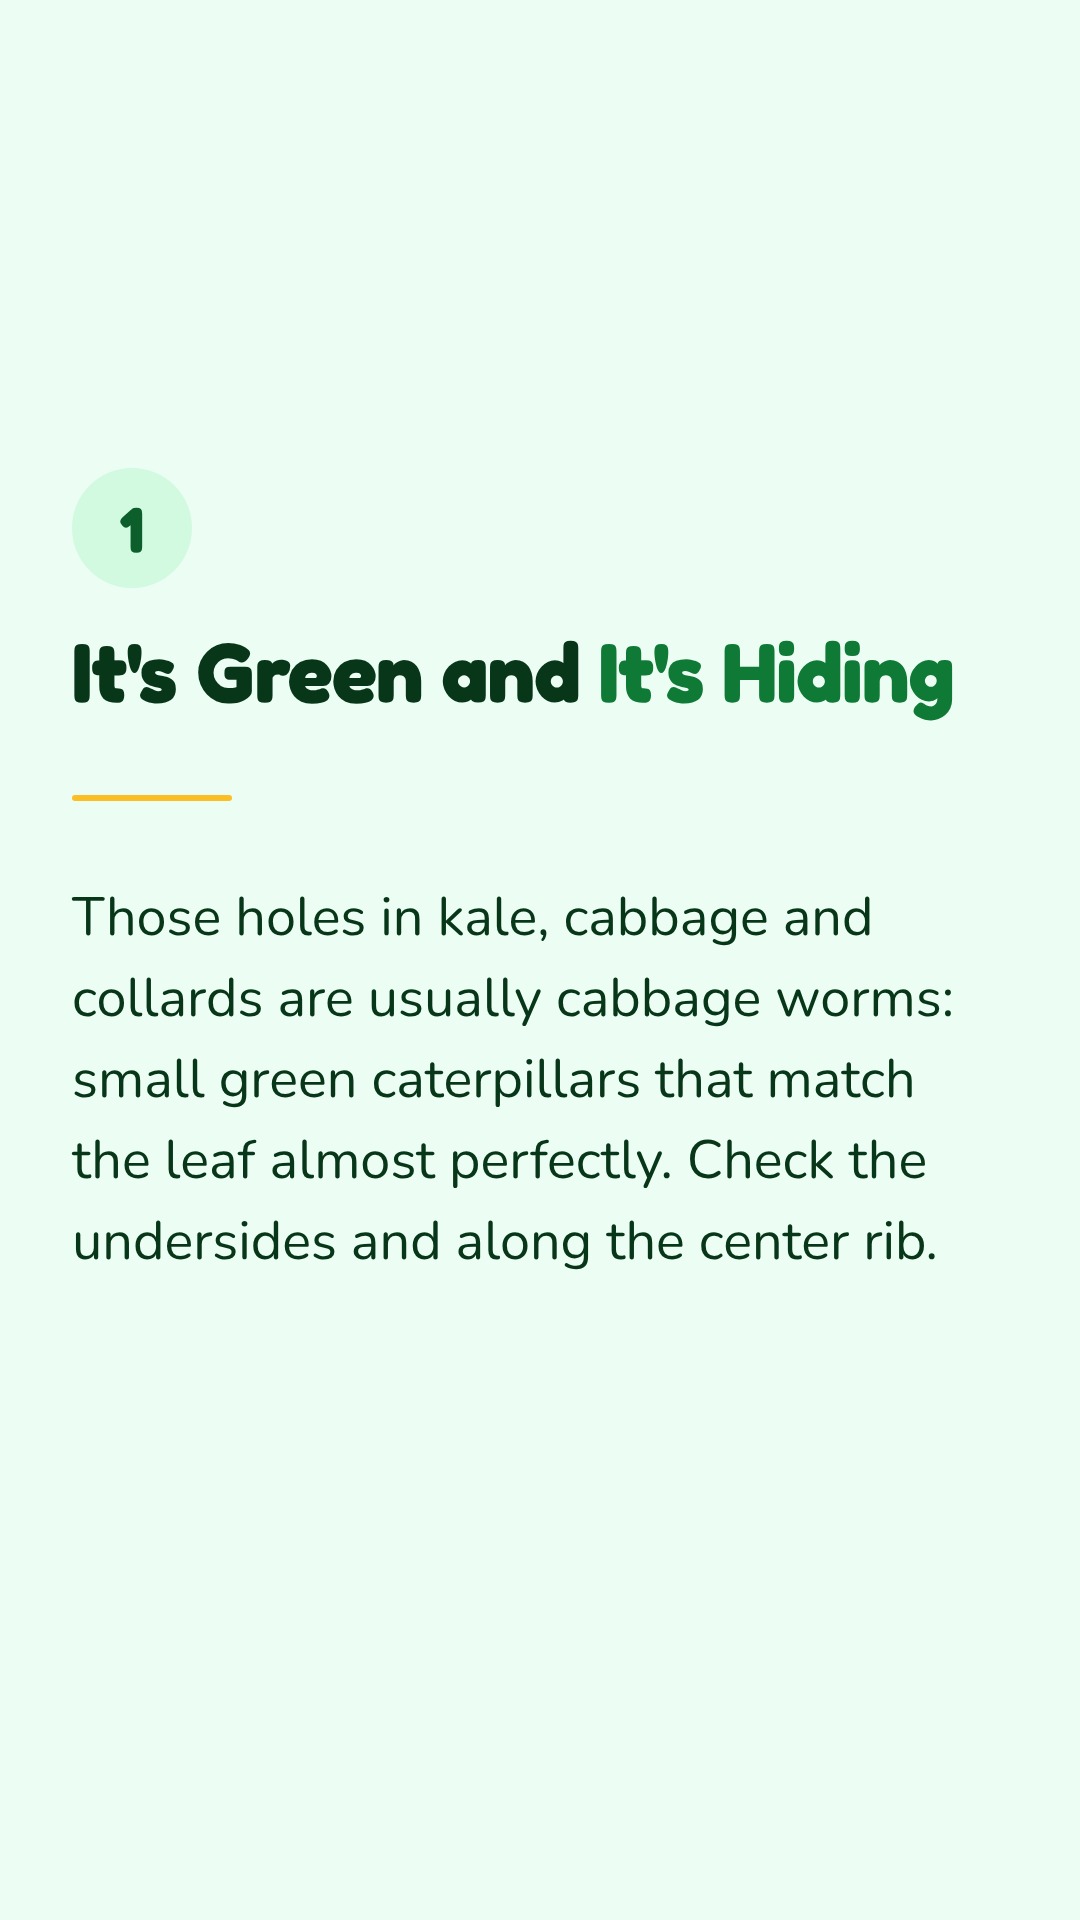 1
It's Green and It's Hiding
Those holes in kale, cabbage and
collards are usually cabbage worms:
small green caterpillars that match
the leaf almost perfectly. Check the
undersides and along the center rib.